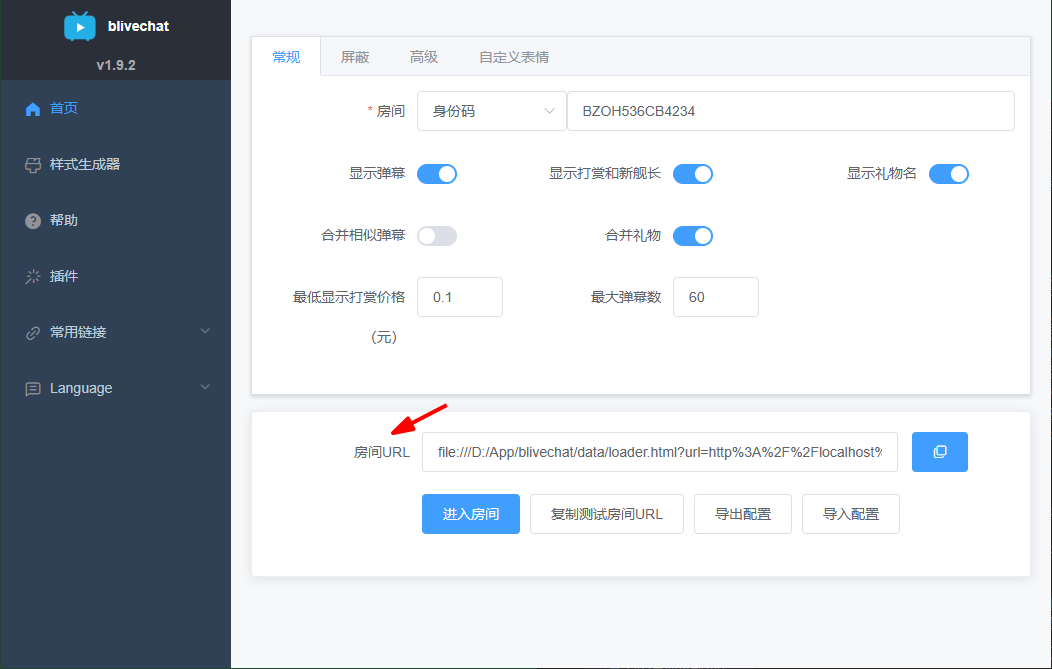 blivechat
v1.9.2
首页
样式生成器
帮助
插件
常用链接
Language
常规 屏蔽 高级 自定义表情
* 房间 身份码 BZOH536CB4234
显示弹幕 显示打赏和新舰长 显示礼物名
合并相似弹幕 合并礼物
最低显示打赏价格 0.1 最大弹幕数 60
（元）
房间URL file:///D:/App/blivechat/data/loader.html?url=http%3A%2F%2Flocalhost%
进入房间 复制测试房间URL 导出配置 导入配置